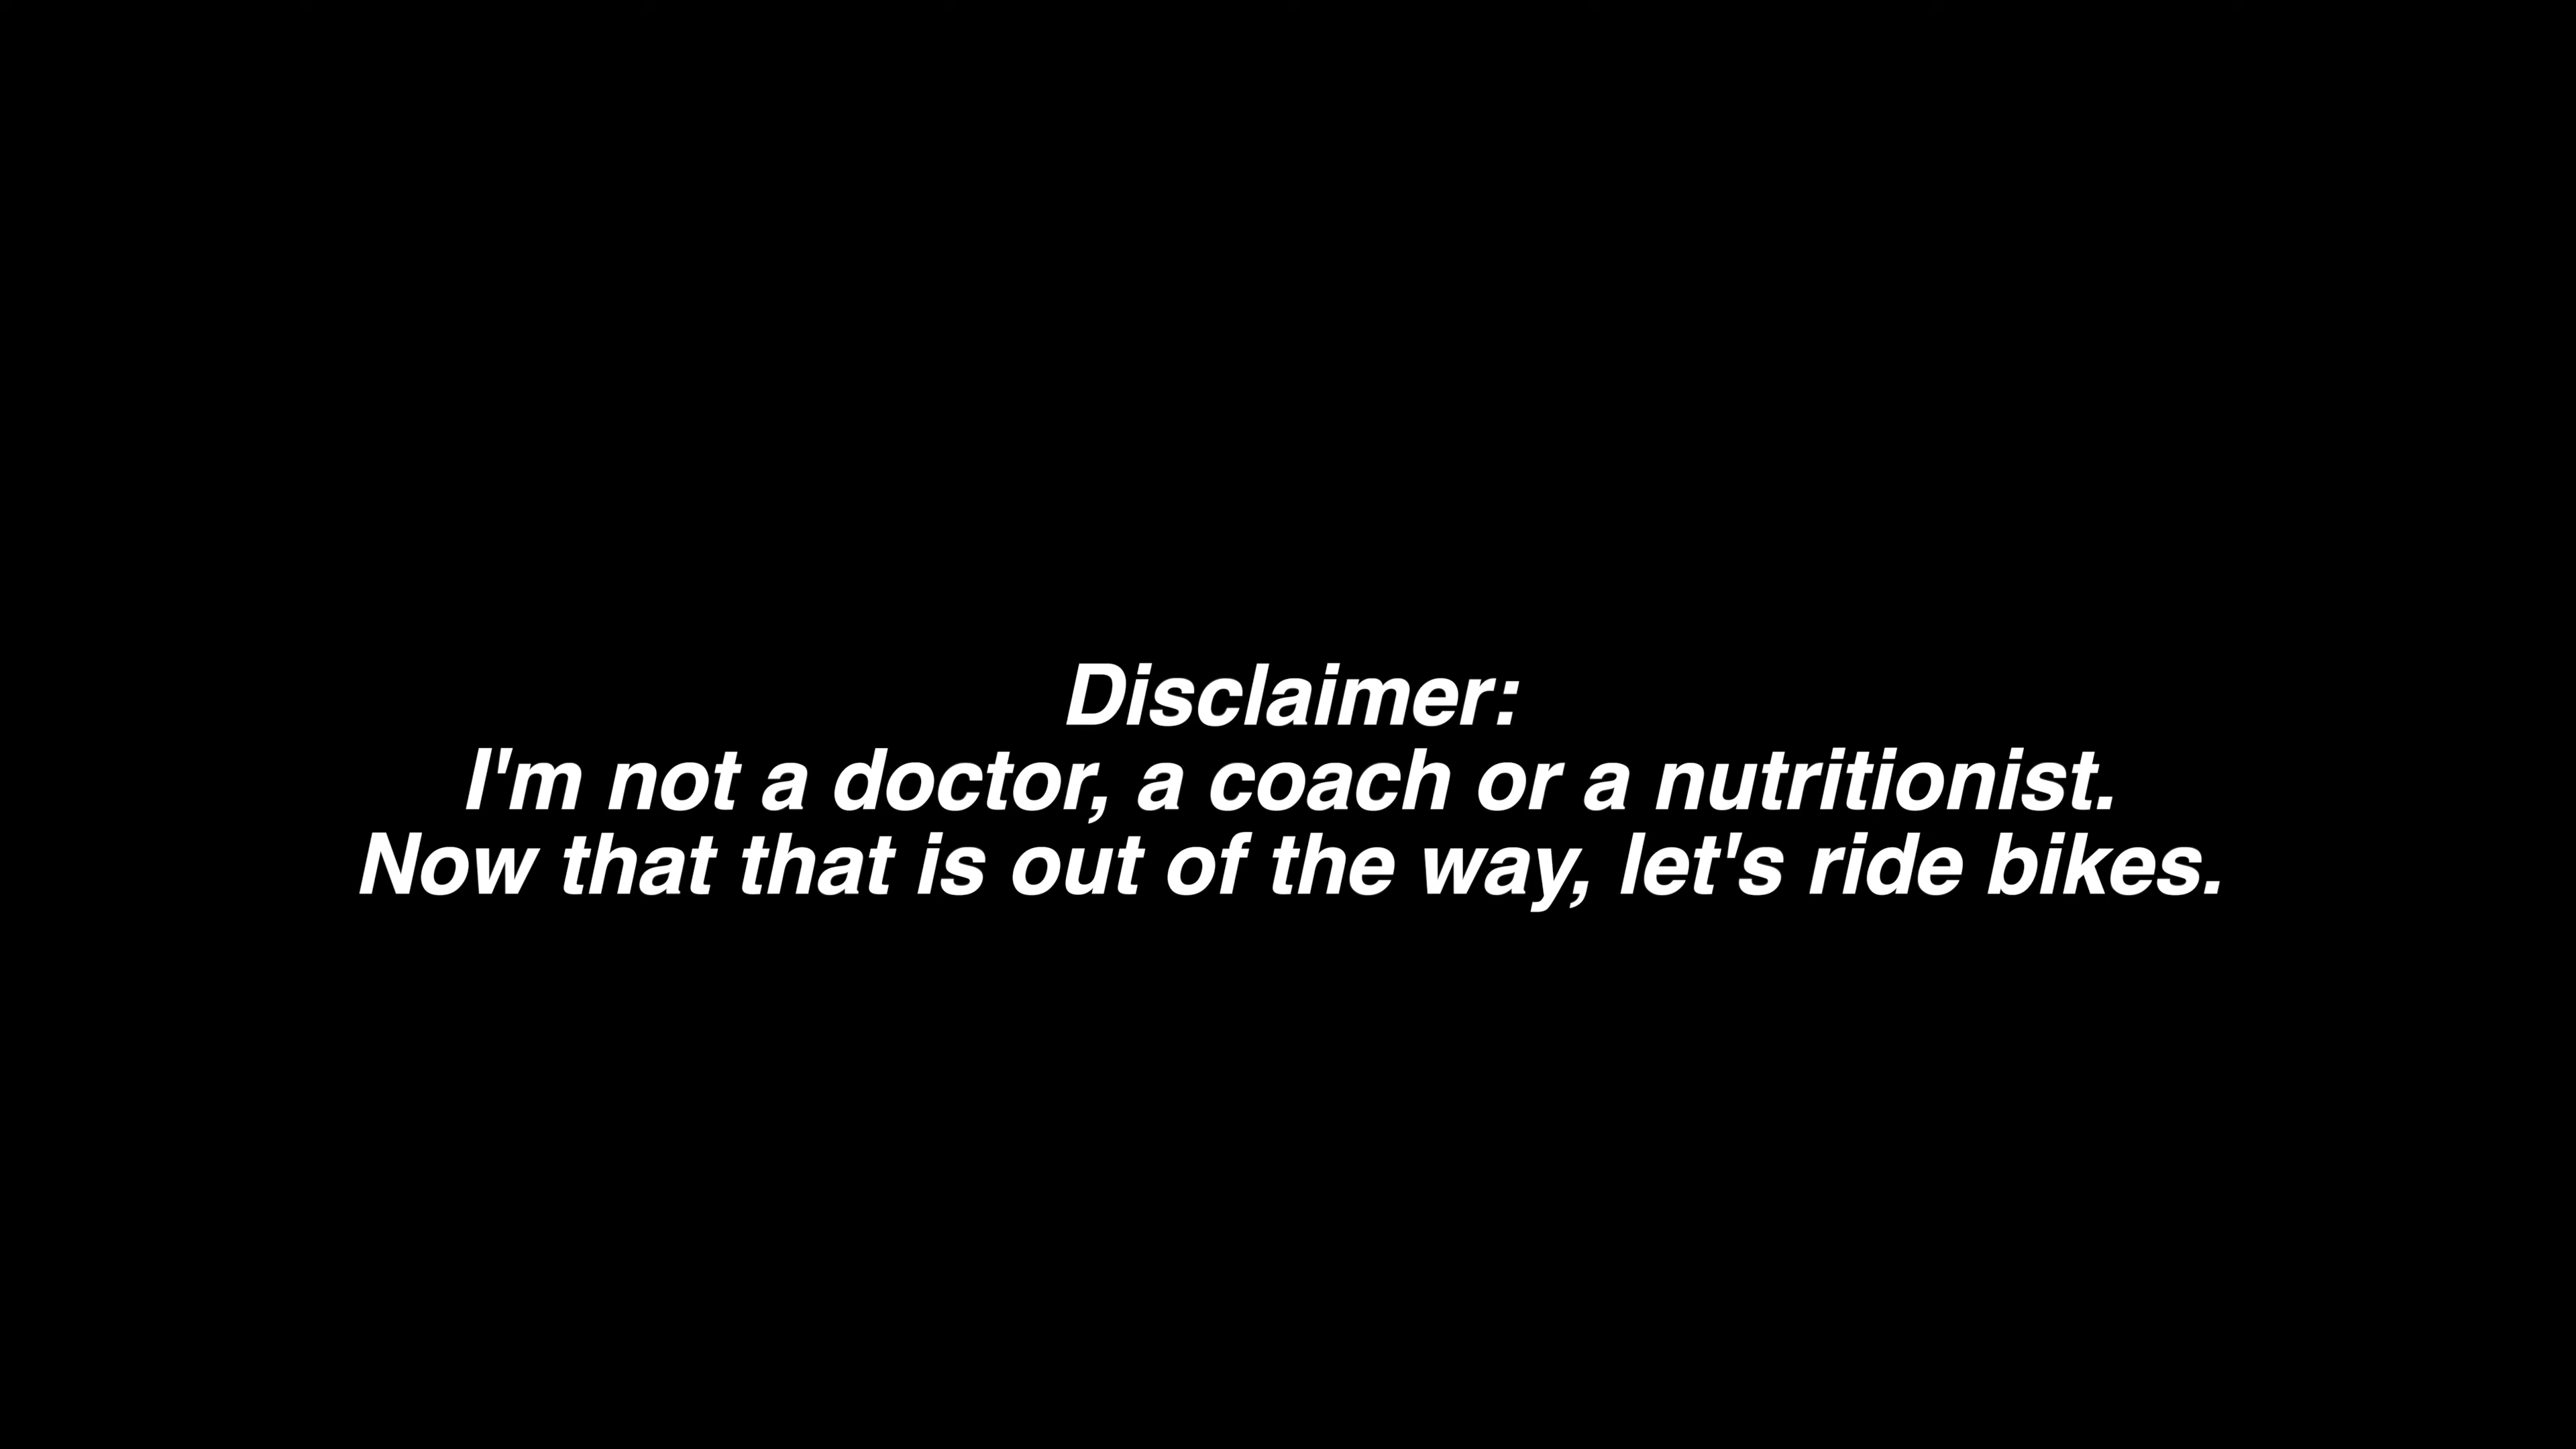 Disclaimer:
I'm not a doctor, a coach or a nutritionist.
Now that that is out of the way, let's ride bikes.